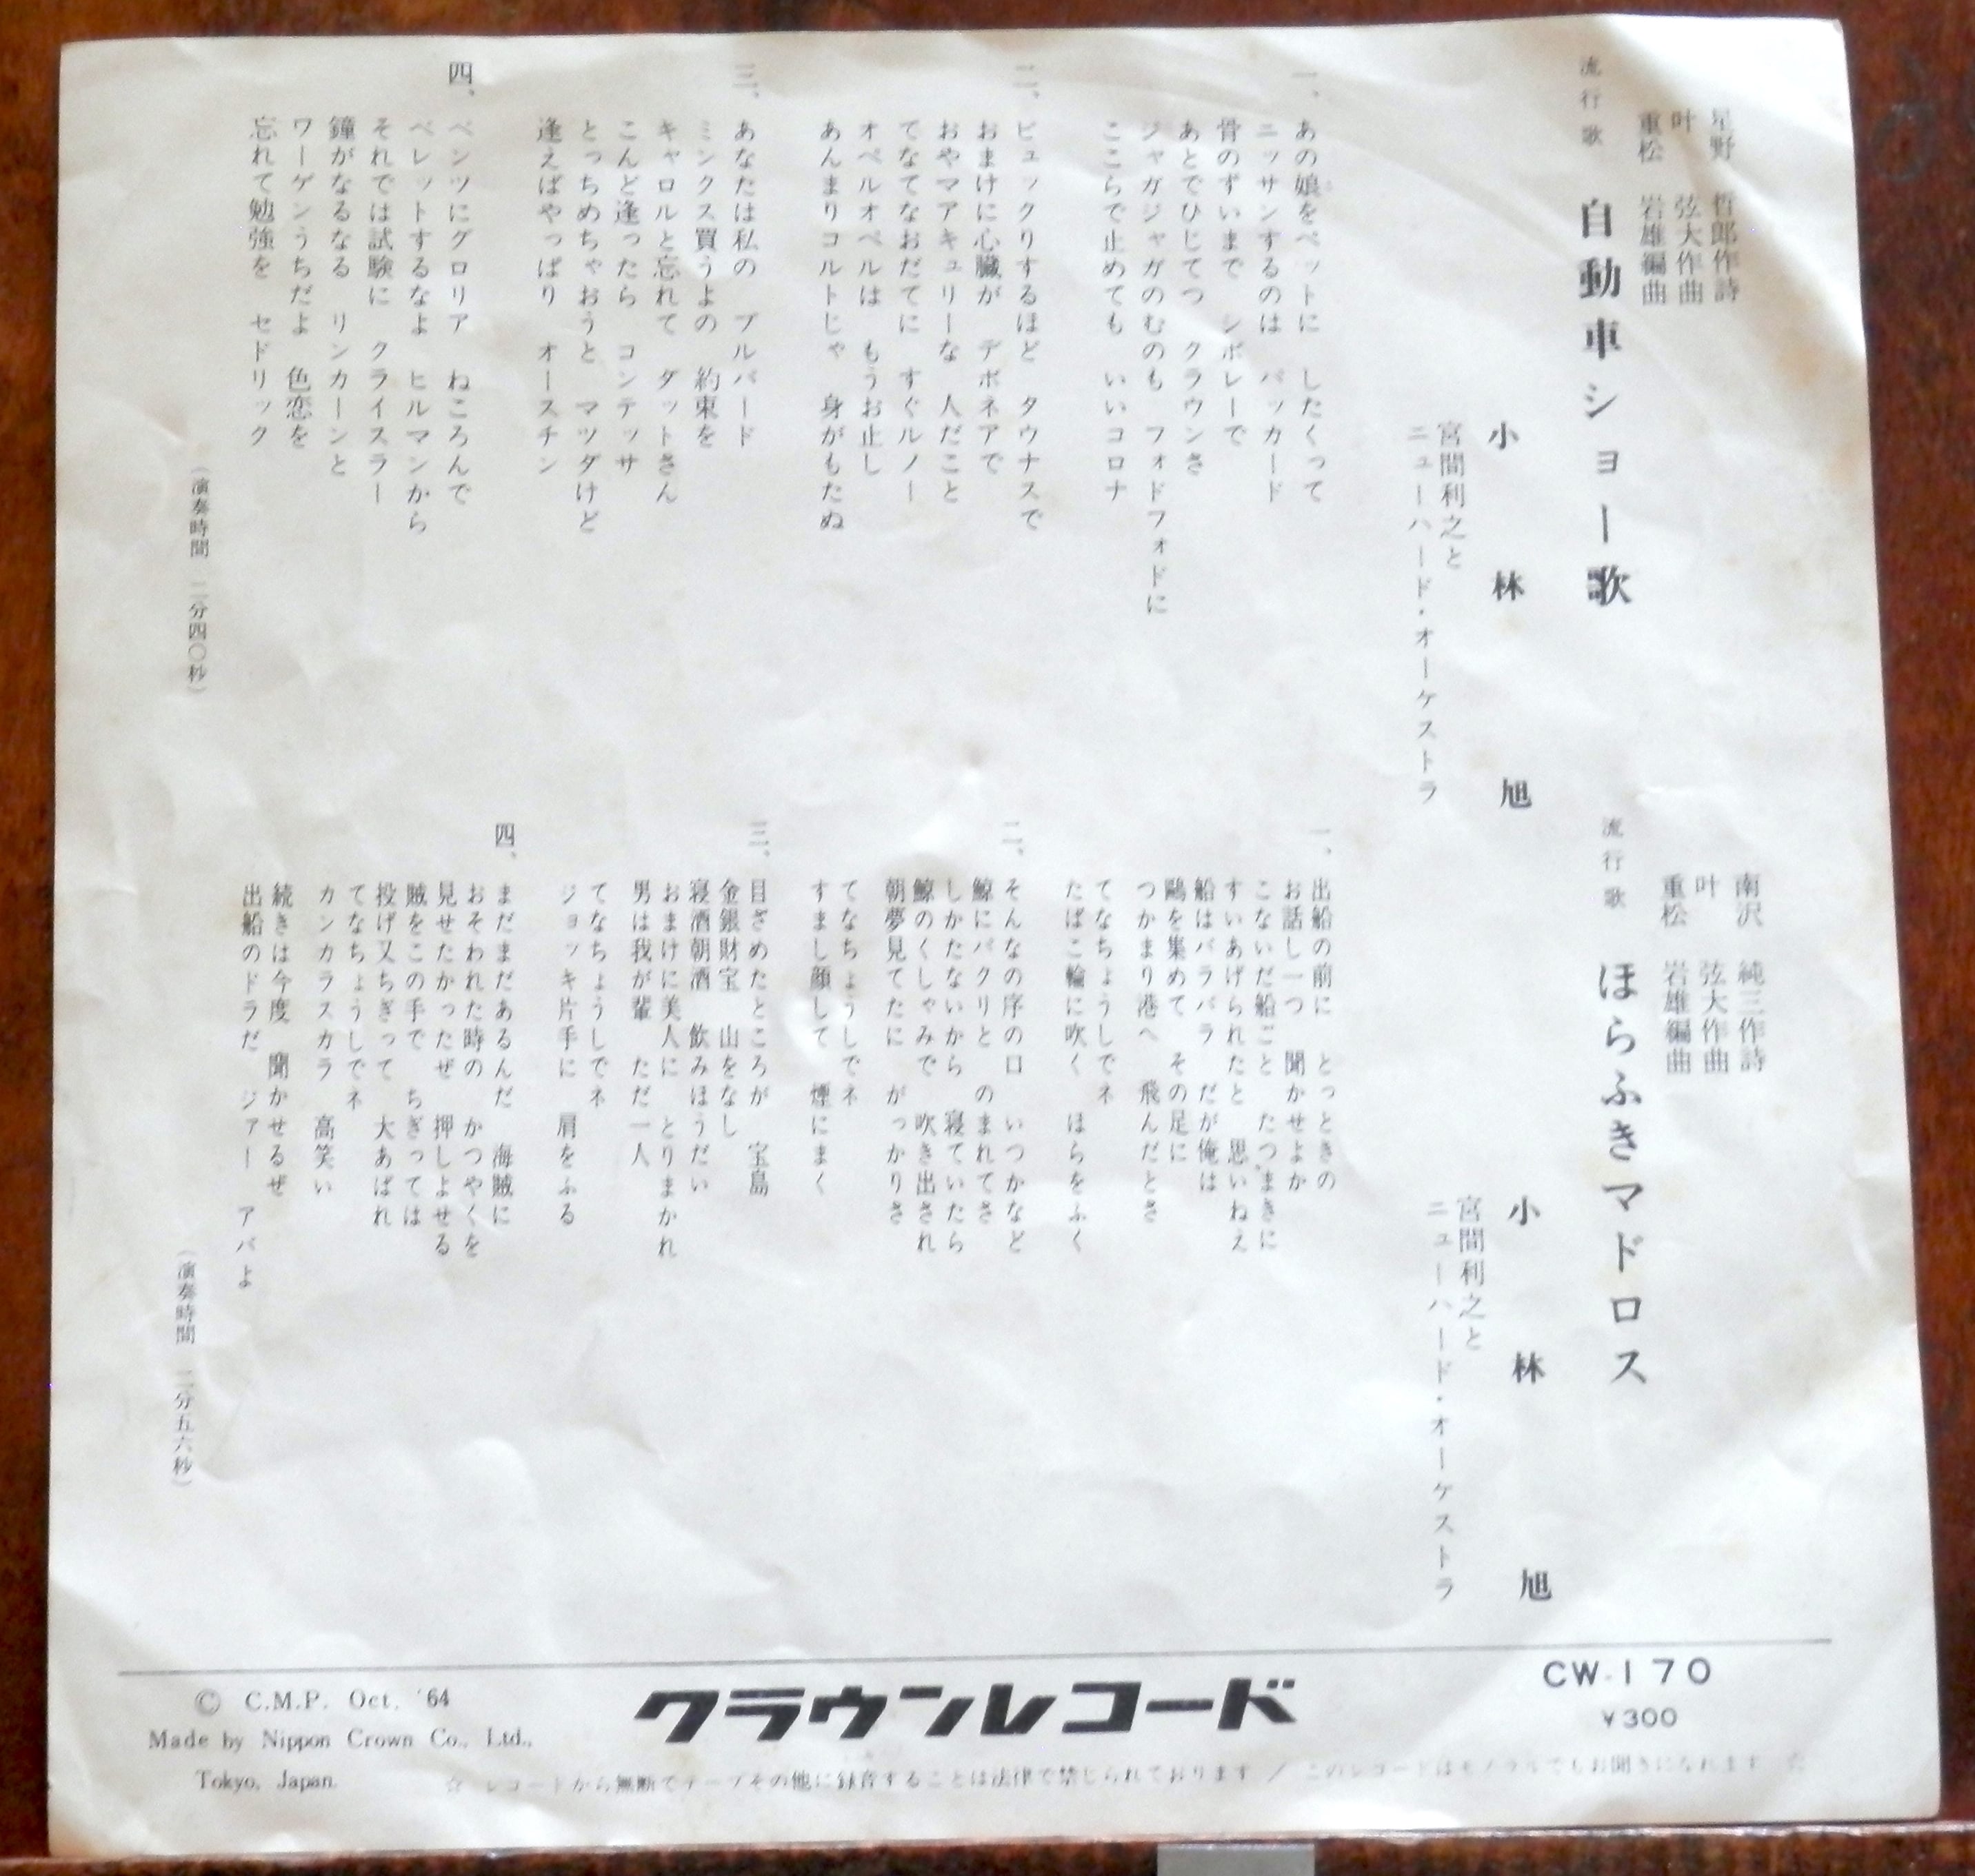 星野 哲郎作詩
叶 弦大作曲
重松 岩雄編曲
流行歌 自動車ショー歌
小林旭
宮間利之と
ニューハード・オーケストラ
一、あの娘をペットに したくって
ニッサンするのは パッカード
骨のずいまで シボレーで
あとでひじてつ クラウンさ
ジャガジャガのむのも フォドフォドに
ここらで止めても いいコロナ
二、ビュックリするほど タウナスで
おまけに心臓が デボネアで
おやマアキュリーな 人だこと
てなてなおだてに すぐルノー
オペルオペルは もうお止し
あんまりコルトじゃ 身がもたぬ
三、あなたは私の ブルバード
ミンクス買うよの 約束を
キャロルと忘れて ダットさん
こんど逢ったら コンテッサ
とっちめちゃおうと マツダけど
逢えばやっぱり オースチン
四、ベンツにグロリア ねころんで
ベレットするなよ ヒルマンから
それでは試験に クライスラー
鐘がなるなる リンカーンと
ワーゲンうちだよ 色恋を
忘れて勉強を セドリック
(演奏時間 二分四〇秒)
南沢 純三作詩
叶 弦大作曲
重松 岩雄編曲
流行歌 ほらふきマドロス
小林旭
宮間利之と
ニューハード・オーケストラ
一、出船の前に とっときの
お話し一つ 聞かせよか
こないだ船ごと たつまきに
すいあげられたと 思いねえ
船はバラバラ だが俺は
鷗を集めて その足に
つかまり港へ 飛んだとさ
てなちょうしでネ
たばこ輪に吹く ほらをふく
二、そんなの序の口 いつかなど
鯨にパクリと のまれてさ
しかたないから 寝ていたら
鯨のくしゃみで 吹き出され
朝夢見てたに がっかりさ
てなちょうしでネ
すまし顔して 煙にまく
三、目ざめたところが 宝島
金銀財宝 山をなし
寝酒朝酒 飲みほうだい
おまけに美人に とりまかれ
男は我が輩 ただ一人
てなちょうしでネ
ジョッキ片手に 肩をふる
四、まだまだあるんだ 海賊に
おそわれた時の かつやくを
見せたかったぜ 押しよせる
賊をこの手で ちぎっては
投げ又ちぎって 大あばれ
てなちょうしでネ
カンカラスカラ 高笑い
続きは今度 聞かせるぜ
出船のドラだ ジァー アバよ
(演奏時間 二分五六秒)
CW-170
¥300
クラウンレコード
© C.M.P. Oct. '64
Made by Nippon Crown Co., Ltd.,
Tokyo, Japan.
☆ レコードから無断でテープその他に録音することは法律で禁じられております / このレコードはモノラルでもお聞きになれます ☆